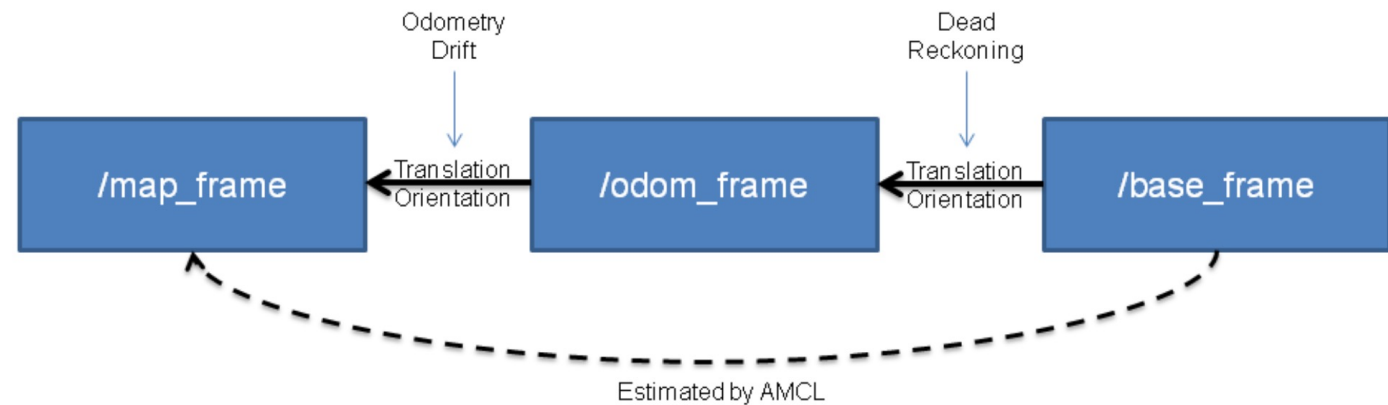 Odometry
Drift
Dead
Reckoning
/map_frame
Translation
Orientation
/odom_frame
Translation
Orientation
/base_frame
Estimated by AMCL